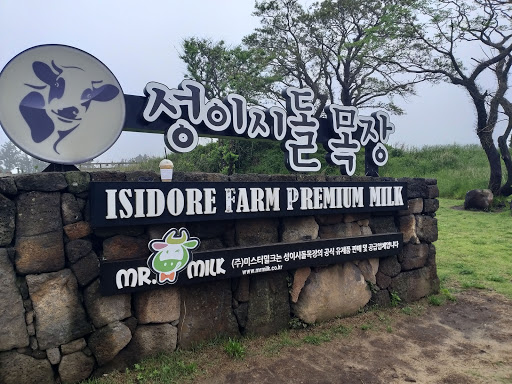 성이시돌 목장
ISIDORE FARM PREMIUM MILK
MR. MILK (주)미스터밀크는 성이시돌목장의 공식 유제품 판매 및 공급업체입니다
www.mrmilk.co.kr